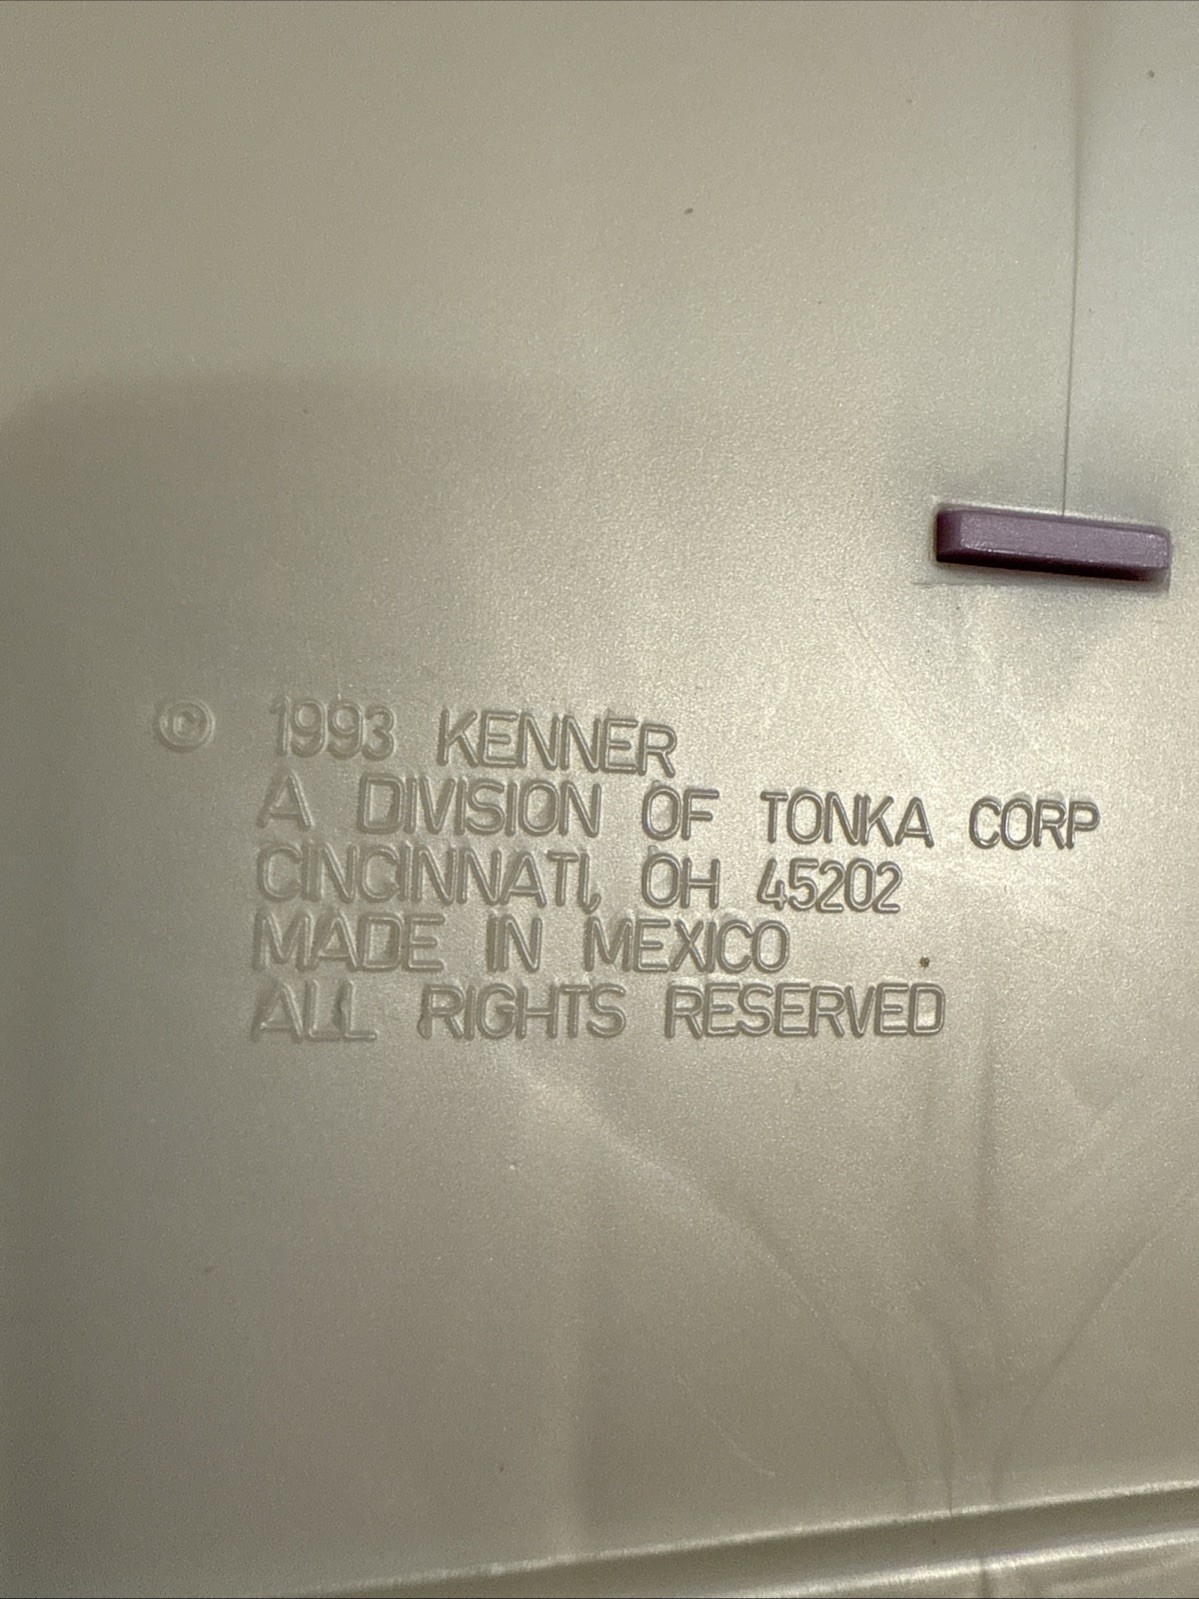 © 1993 KENNER
A DIVISION OF TONKA CORP
CINCINNATI, OH 45202
MADE IN MEXICO
ALL RIGHTS RESERVED